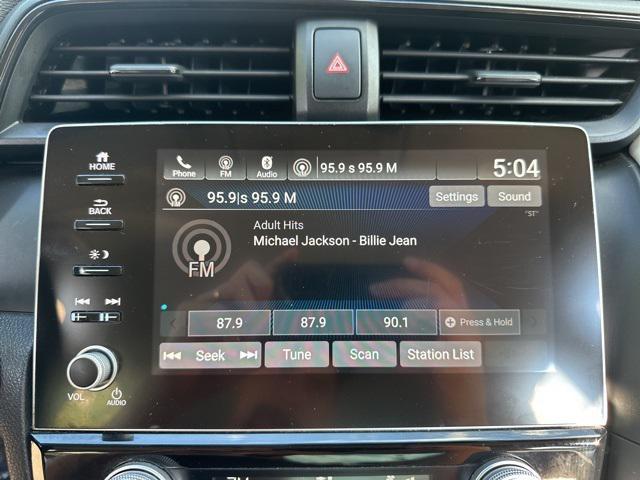 HOME
BACK
VOL
AUDIO
Phone FM Audio 95.9 s 95.9 M 5:04
95.9|s 95.9 M Settings Sound
"ST"
Adult Hits
Michael Jackson - Billie Jean
FM
87.9 87.9 90.1 Press & Hold
Seek Tune Scan Station List